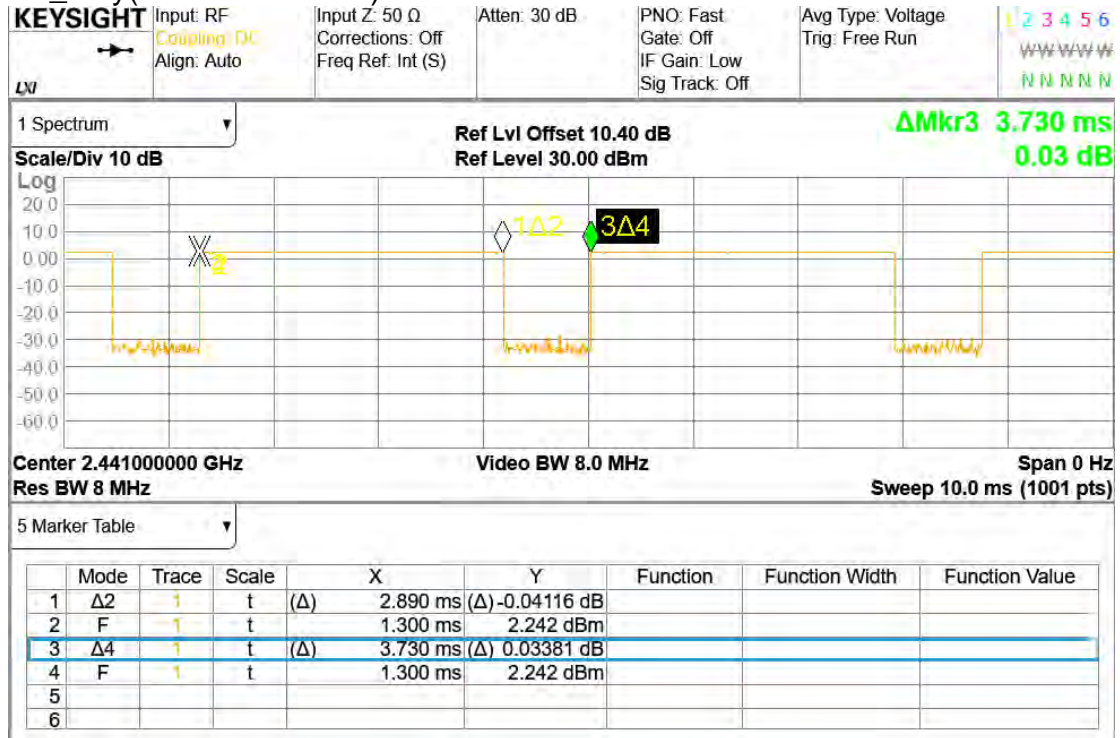 KEYSIGHT Input: RF Input Z: 50 Ω Atten: 30 dB PNO: Fast Avg Type: Voltage 1 2 3 4 5 6
Coupling: DC Corrections: Off Gate: Off Trig: Free Run
Align: Auto Freq Ref: Int (S) IF Gain: Low W W W W W
LXI Sig Track: Off N N N N N
1 Spectrum ▼ Ref Lvl Offset 10.40 dB ΔMkr3 3.730 ms
Scale/Div 10 dB Ref Level 30.00 dBm 0.03 dB
Log
20.0
10.0 1Δ2 3Δ4
0.00
-10.0
-20.0
-30.0
-40.0
-50.0
-60.0
Center 2.441000000 GHz Video BW 8.0 MHz Span 0 Hz
Res BW 8 MHz Sweep 10.0 ms (1001 pts)
5 Marker Table ▼
Mode Trace Scale X Y Function Function Width Function Value
1 Δ2 1 t (Δ) 2.890 ms (Δ) -0.04116 dB
2 F 1 t 1.300 ms 2.242 dBm
3 Δ4 1 t (Δ) 3.730 ms (Δ) 0.03381 dB
4 F 1 t 1.300 ms 2.242 dBm
5
6